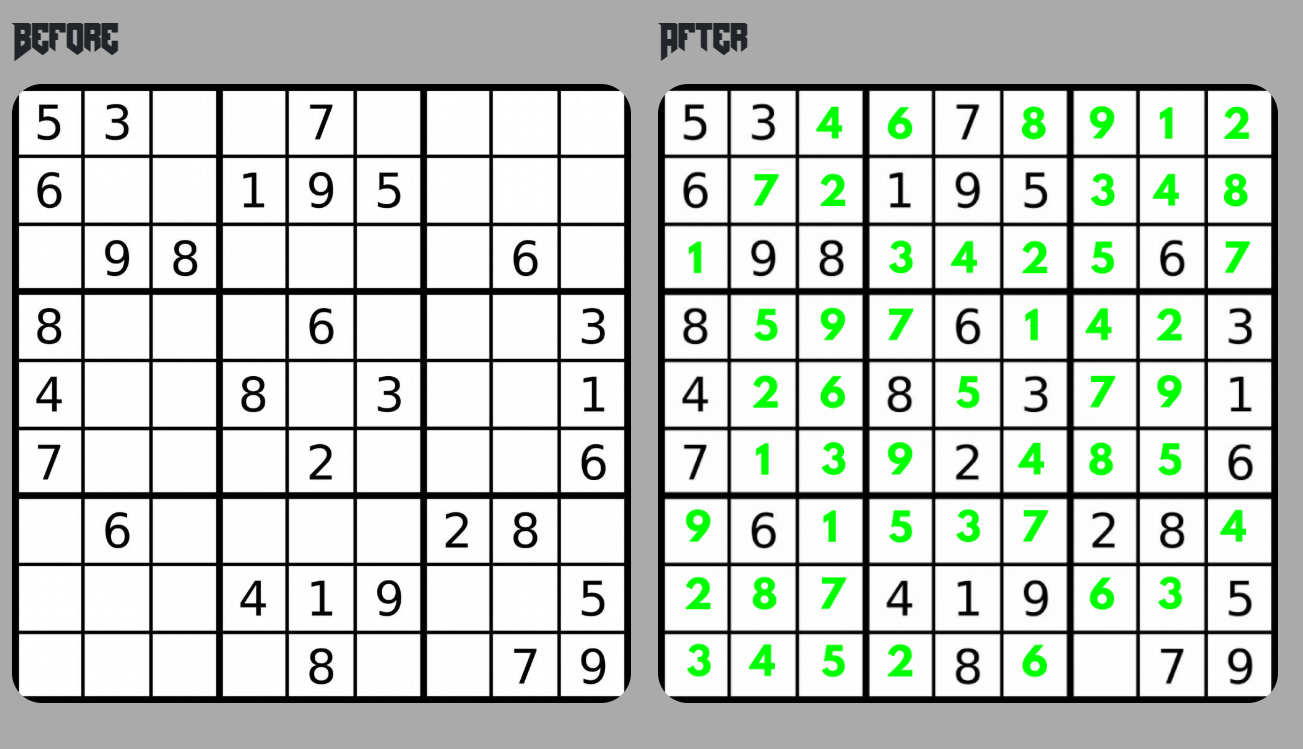 BEFORE
AFTER
5 3 7
6 1 9 5
9 8 6
8 6 3
4 8 3 1
7 2 6
6 2 8
4 1 9 5
8 7 9
5 3 4 6 7 8 9 1 2
6 7 2 1 9 5 3 4 8
1 9 8 3 4 2 5 6 7
8 5 9 7 6 1 4 2 3
4 2 6 8 5 3 7 9 1
7 1 3 9 2 4 8 5 6
9 6 1 5 3 7 2 8 4
2 8 7 4 1 9 6 3 5
3 4 5 2 8 6 7 9